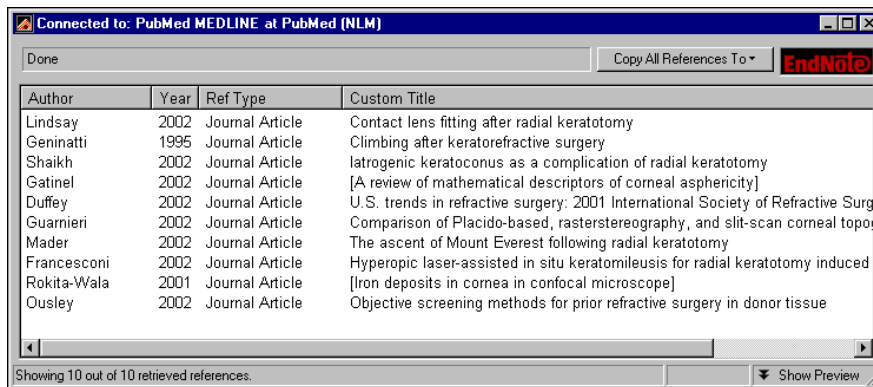 Connected to: PubMed MEDLINE at PubMed (NLM)
Done Copy All References To EndNote
Author Year Ref Type Custom Title
Lindsay 2002 Journal Article Contact lens fitting after radial keratotomy
Geninatti 1995 Journal Article Climbing after keratorefractive surgery
Shaikh 2002 Journal Article Iatrogenic keratoconus as a complication of radial keratotomy
Gatinel 2002 Journal Article [A review of mathematical descriptors of corneal asphericity]
Duffey 2002 Journal Article U.S. trends in refractive surgery: 2001 International Society of Refractive Surg
Guarnieri 2002 Journal Article Comparison of Placido-based, rasterstereography, and slit-scan corneal topog
Mader 2002 Journal Article The ascent of Mount Everest following radial keratotomy
Francesconi 2002 Journal Article Hyperopic laser-assisted in situ keratomileusis for radial keratotomy induced
Rokita-Wala 2001 Journal Article [Iron deposits in cornea in confocal microscope]
Ousley 2002 Journal Article Objective screening methods for prior refractive surgery in donor tissue
Showing 10 out of 10 retrieved references. Show Preview